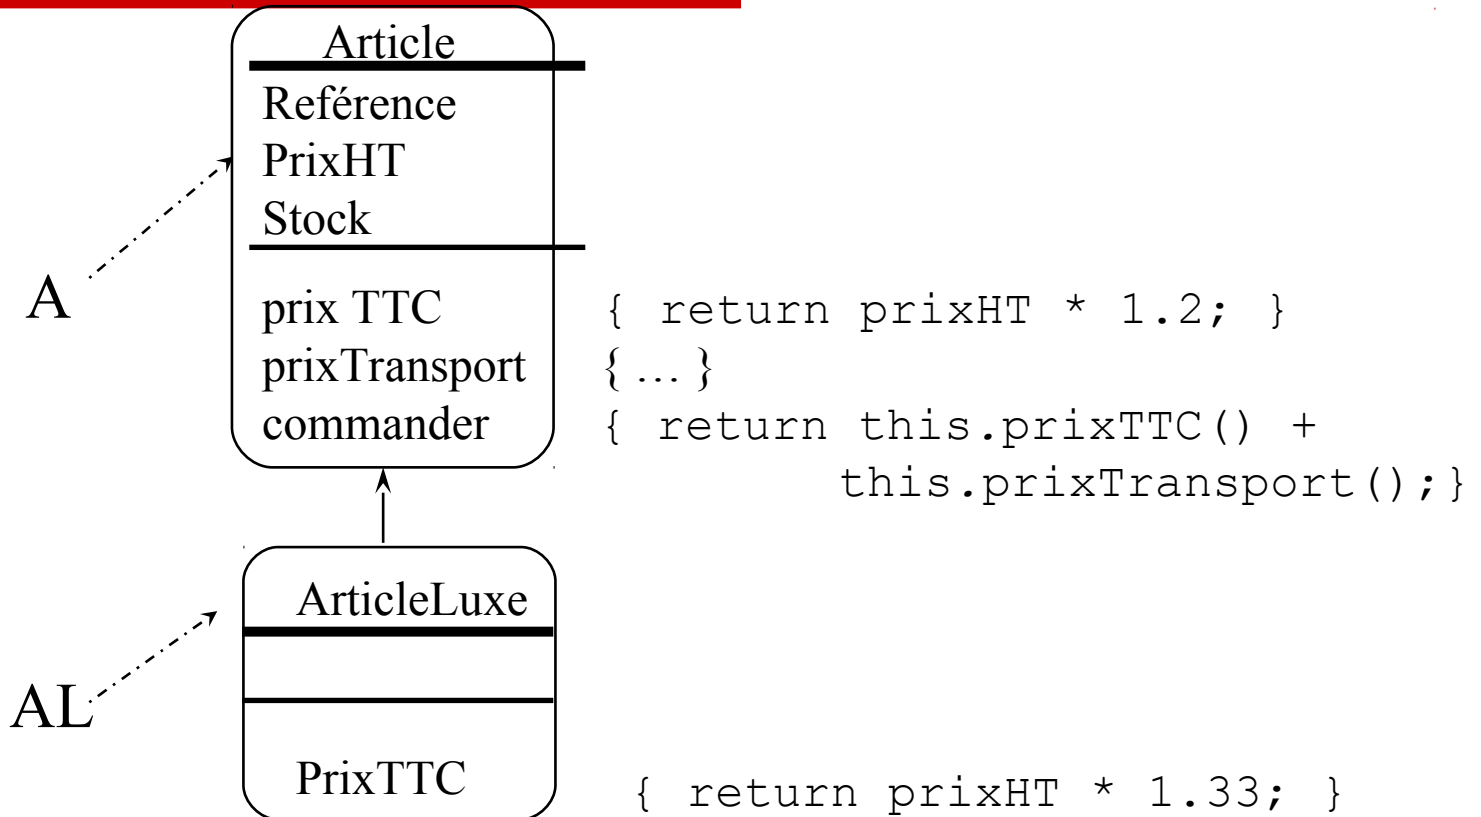 Article
Reférence
PrixHT
Stock
A
prix TTC { return prixHT * 1.2; }
prixTransport { ... }
commander { return this.prixTTC() +
this.prixTransport();}
ArticleLuxe
AL
PrixTTC { return prixHT * 1.33; }